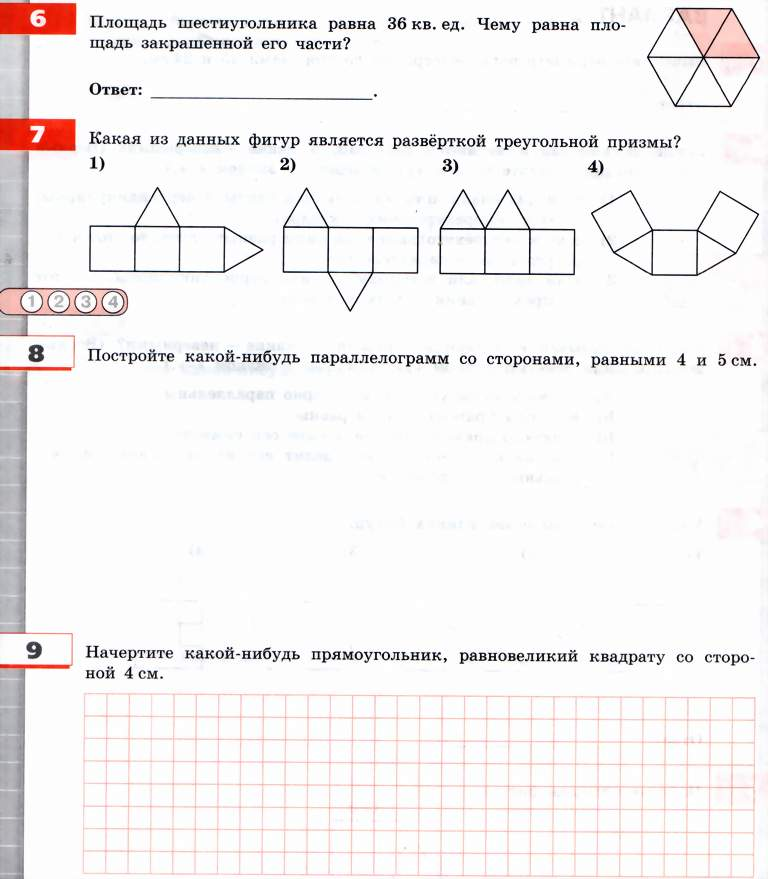 6
Площадь шестиугольника равна 36 кв. ед. Чему равна пло-
щадь закрашенной его части?
Ответ: ____________________.
7
Какая из данных фигур является развёрткой треугольной призмы?
1) 2) 3) 4)
1 2 3 4
8
Постройте какой-нибудь параллелограмм со сторонами, равными 4 и 5 см.
9
Начертите какой-нибудь прямоугольник, равновеликий квадрату со сторо-
ной 4 см.